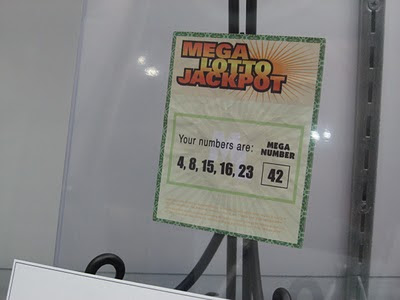 MEGA
LOTTO
JACKPOT
Your numbers are:
MEGA
NUMBER
4, 8, 15, 16, 23
42